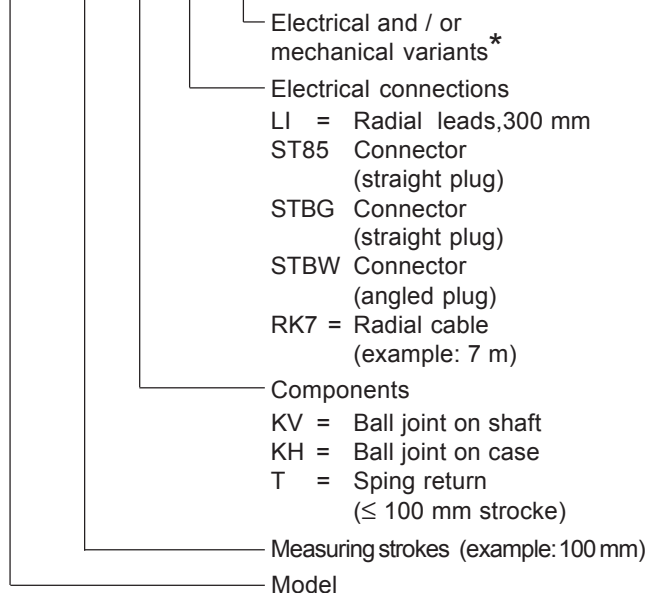 Electrical and / or
mechanical variants*
Electrical connections
LI = Radial leads,300 mm
ST85 Connector
(straight plug)
STBG Connector
(straight plug)
STBW Connector
(angled plug)
RK7 = Radial cable
(example: 7 m)
Components
KV = Ball joint on shaft
KH = Ball joint on case
T = Sping return
(≤ 100 mm strocke)
Measuring strokes (example: 100 mm)
Model